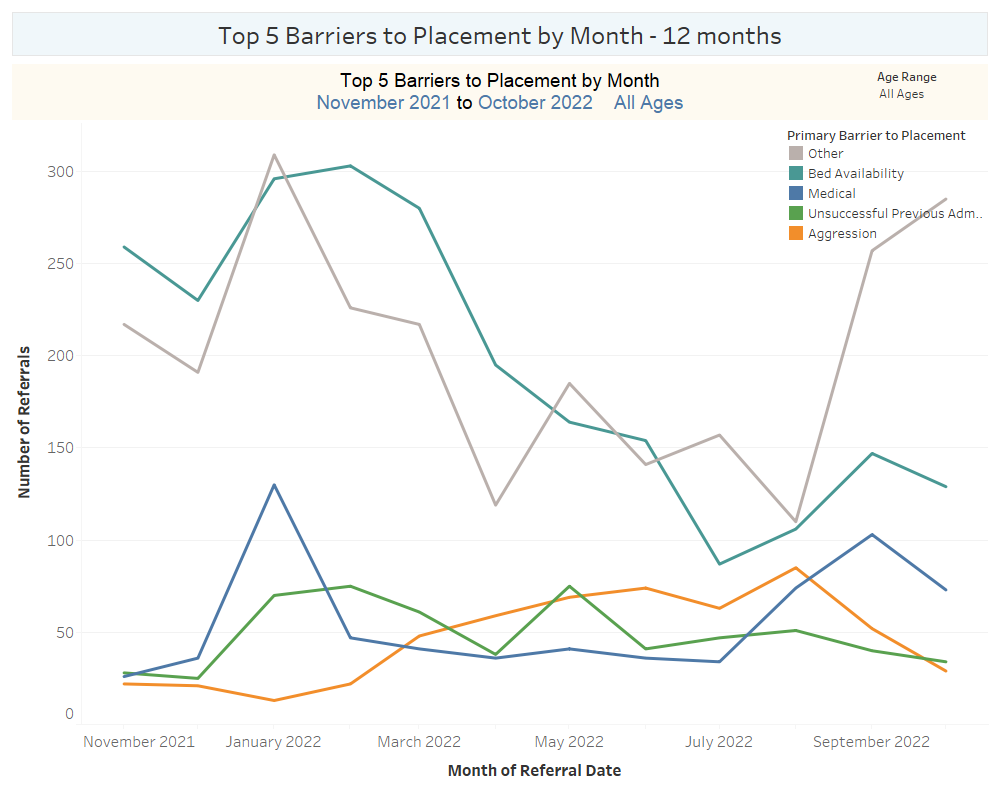 Top 5 Barriers to Placement by Month - 12 months
Top 5 Barriers to Placement by Month
November 2021 to October 2022 All Ages
Age Range
All Ages
Primary Barrier to Placement
Other
Bed Availability
Medical
Unsuccessful Previous Adm..
Aggression
Number of Referrals
300
250
200
150
100
50
0
November 2021 January 2022 March 2022 May 2022 July 2022 September 2022
Month of Referral Date